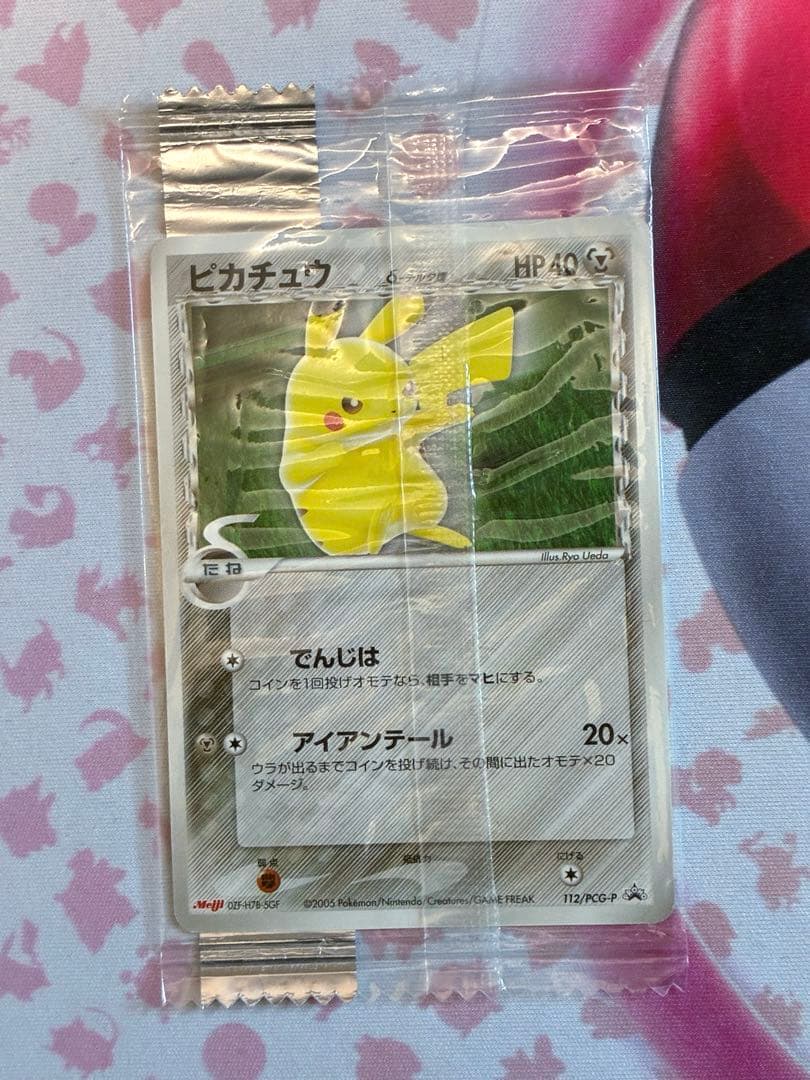 ピカチュウ δ-デルタ種 HP40
Illus.Ryo Ueda
たね
でんじは
コインを1回投げオモテなら、相手をマヒにする。
アイアンテール 20×
ウラが出るまでコインを投げ続け、その間に出たオモテ×20
ダメージ。
弱点 抵抗力 にげる
Meiji 0ZF-H7B-5GF ©2005 Pokémon/Nintendo/Creatures/GAME FREAK 112/PCG-P